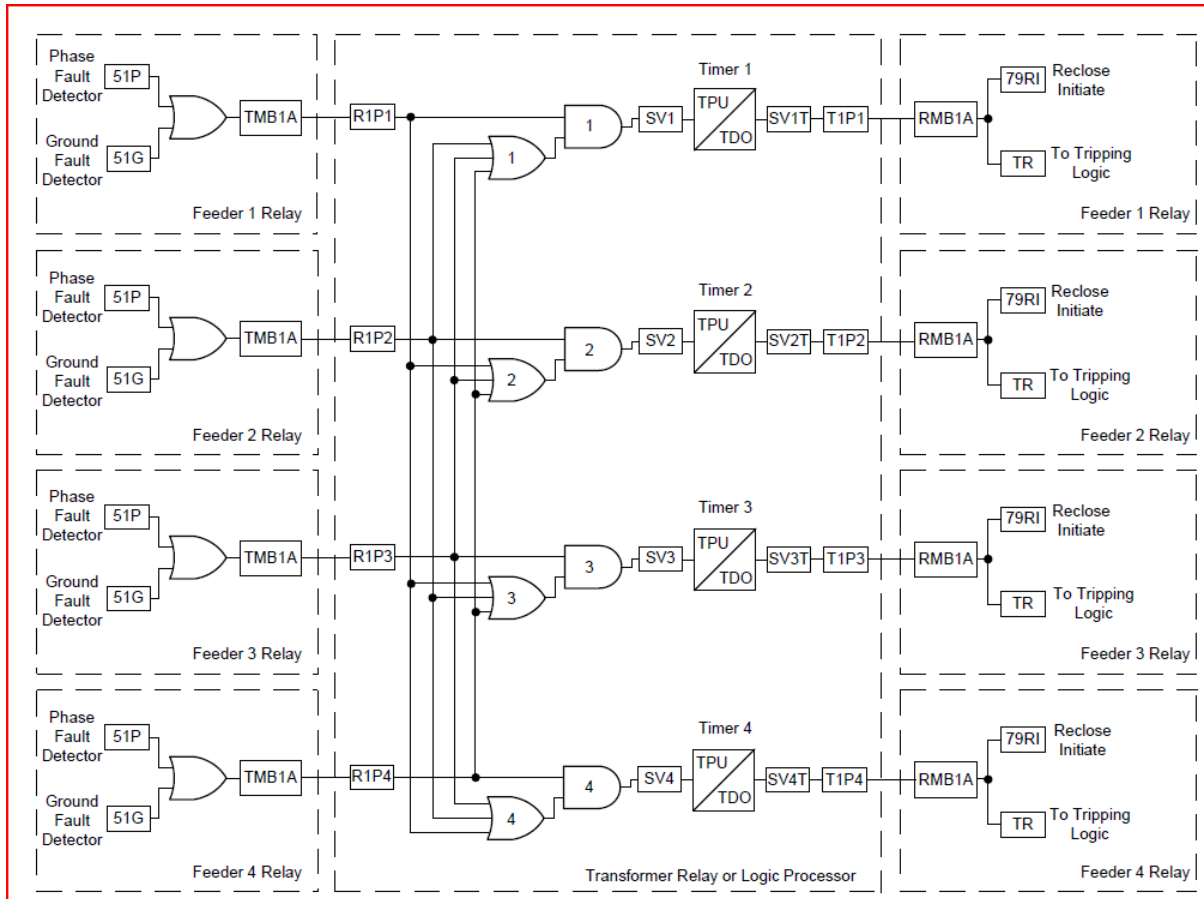 Phase
Fault
Detector
51P
Ground
Fault
Detector
51G
TMB1A
Feeder 1 Relay
R1P1
1
1
SV1
Timer 1
TPU
TDO
SV1T
T1P1
RMB1A
79RI
Reclose
Initiate
TR
To Tripping
Logic
Feeder 1 Relay
Phase
Fault
Detector
51P
Ground
Fault
Detector
51G
TMB1A
Feeder 2 Relay
R1P2
2
2
SV2
Timer 2
TPU
TDO
SV2T
T1P2
RMB1A
79RI
Reclose
Initiate
TR
To Tripping
Logic
Feeder 2 Relay
Phase
Fault
Detector
51P
Ground
Fault
Detector
51G
TMB1A
Feeder 3 Relay
R1P3
3
3
SV3
Timer 3
TPU
TDO
SV3T
T1P3
RMB1A
79RI
Reclose
Initiate
TR
To Tripping
Logic
Feeder 3 Relay
Phase
Fault
Detector
51P
Ground
Fault
Detector
51G
TMB1A
Feeder 4 Relay
R1P4
4
4
SV4
Timer 4
TPU
TDO
SV4T
T1P4
Transformer Relay or Logic Processor
RMB1A
79RI
Reclose
Initiate
TR
To Tripping
Logic
Feeder 4 Relay